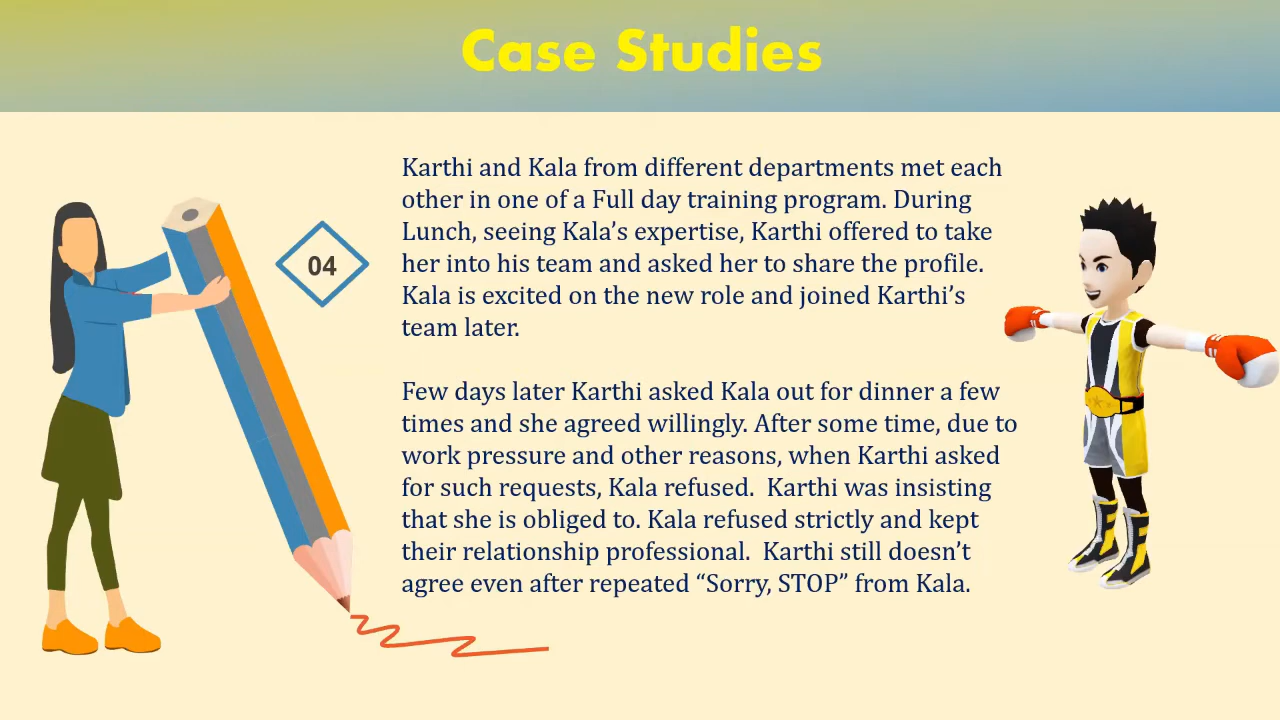 Case Studies
04
Karthi and Kala from different departments met each
other in one of a Full day training program. During
Lunch, seeing Kala’s expertise, Karthi offered to take
her into his team and asked her to share the profile.
Kala is excited on the new role and joined Karthi’s
team later.
Few days later Karthi asked Kala out for dinner a few
times and she agreed willingly. After some time, due to
work pressure and other reasons, when Karthi asked
for such requests, Kala refused.  Karthi was insisting
that she is obliged to. Kala refused strictly and kept
their relationship professional.  Karthi still doesn’t
agree even after repeated “Sorry, STOP” from Kala.